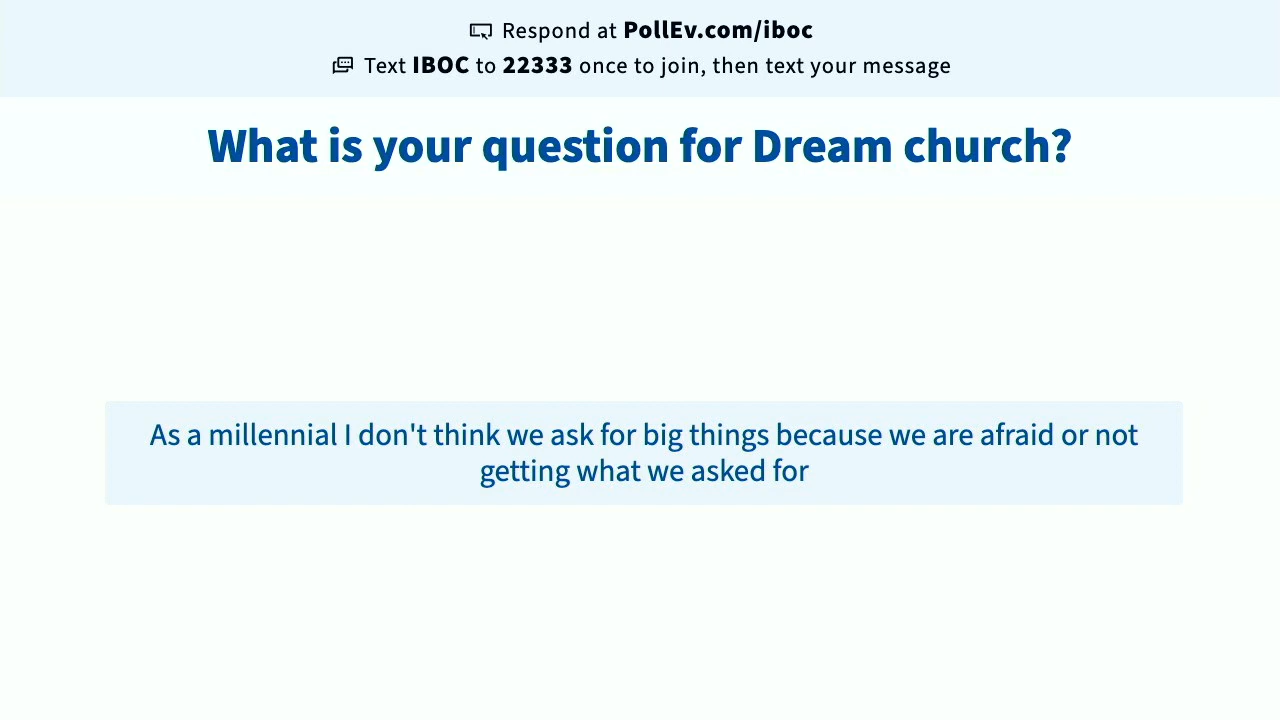 Respond at PollEv.com/iboc
Text IBOC to 22333 once to join, then text your message
What is your question for Dream church?
As a millennial I don't think we ask for big things because we are afraid or not
getting what we asked for